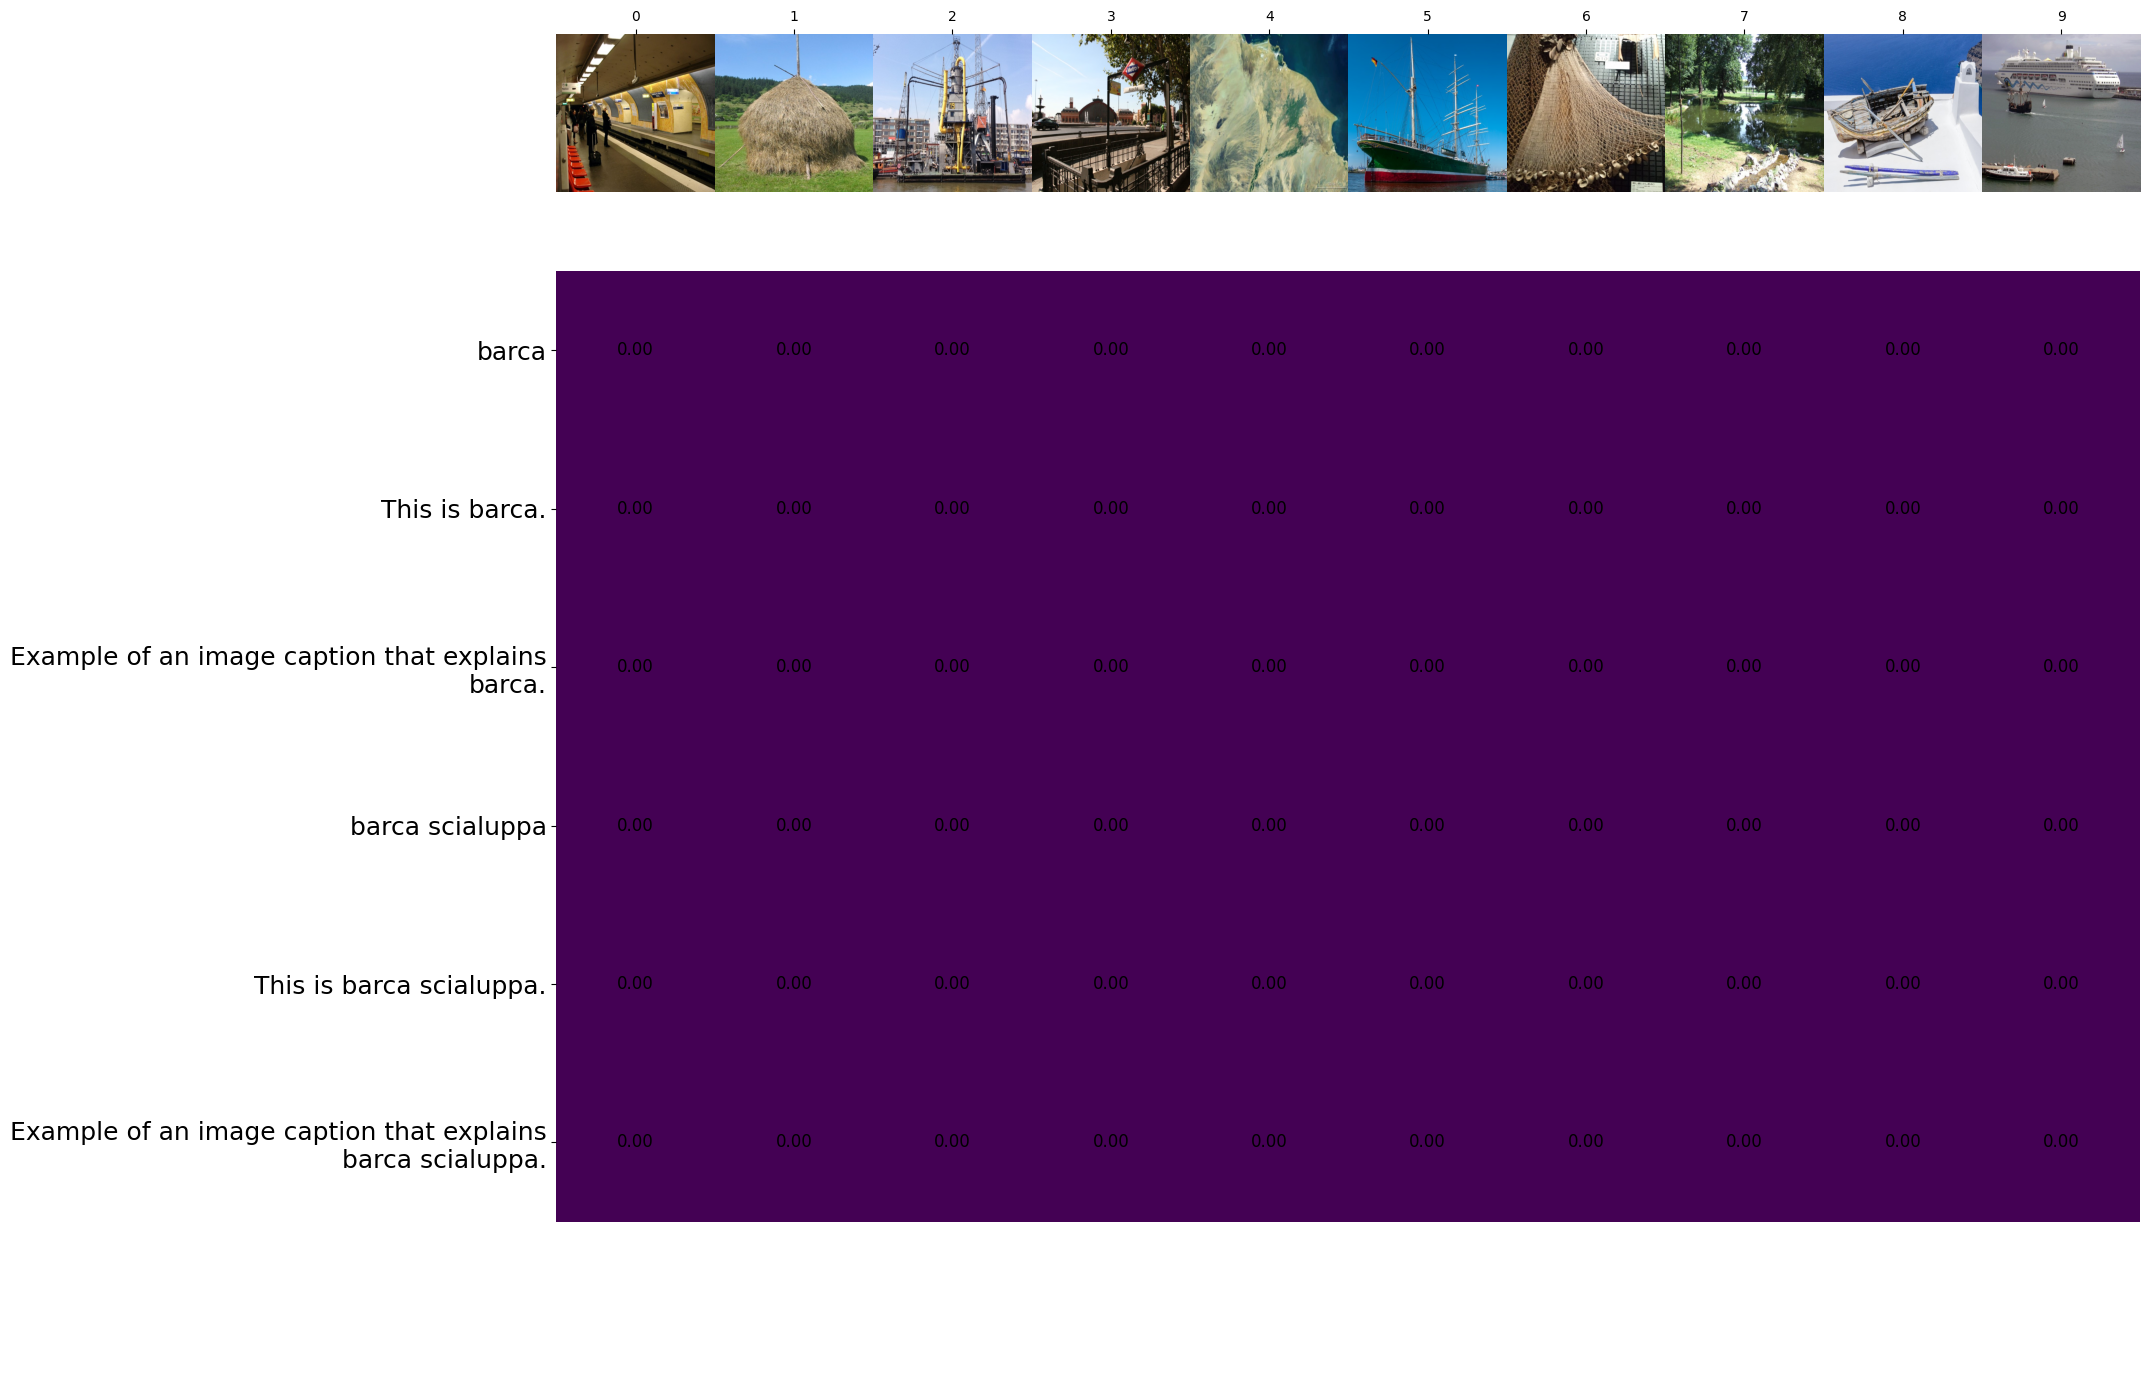 0 1 2 3 4 5 6 7 8 9
barca 0.00 0.00 0.00 0.00 0.00 0.00 0.00 0.00 0.00 0.00
This is barca. 0.00 0.00 0.00 0.00 0.00 0.00 0.00 0.00 0.00 0.00
Example of an image caption that explains
barca. 0.00 0.00 0.00 0.00 0.00 0.00 0.00 0.00 0.00 0.00
barca scialuppa 0.00 0.00 0.00 0.00 0.00 0.00 0.00 0.00 0.00 0.00
This is barca scialuppa. 0.00 0.00 0.00 0.00 0.00 0.00 0.00 0.00 0.00 0.00
Example of an image caption that explains
barca scialuppa. 0.00 0.00 0.00 0.00 0.00 0.00 0.00 0.00 0.00 0.00